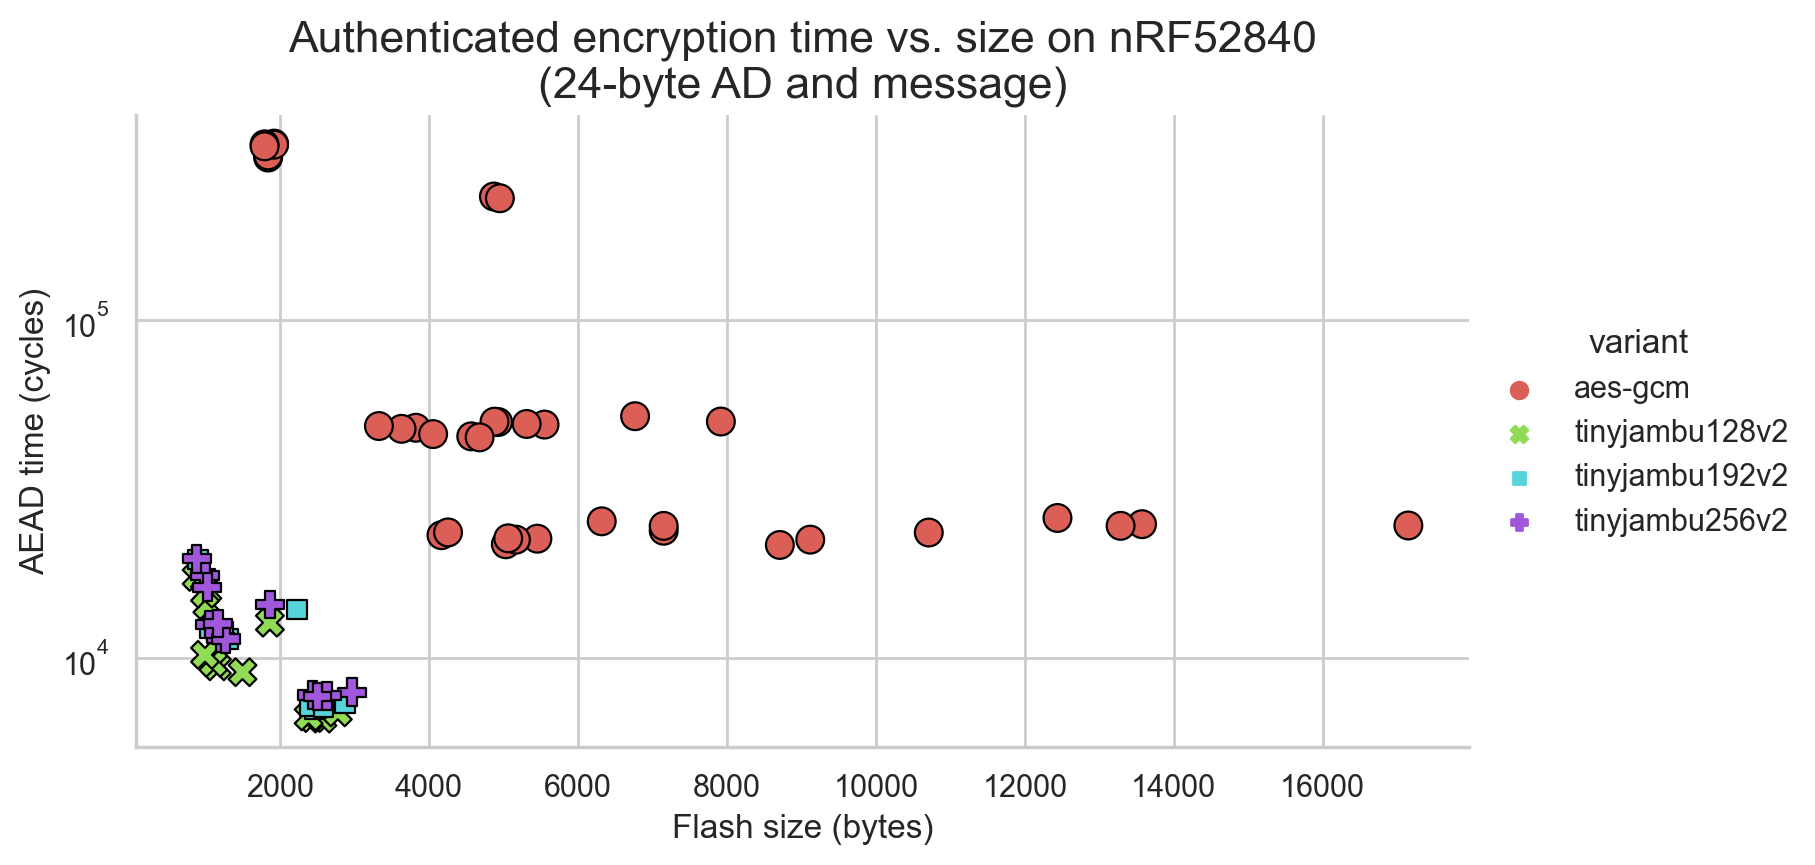 Authenticated encryption time vs. size on nRF52840
(24-byte AD and message)
AEAD time (cycles)
10^5
10^4
2000 4000 6000 8000 10000 12000 14000 16000
Flash size (bytes)
variant
aes-gcm
tinyjambu128v2
tinyjambu192v2
tinyjambu256v2